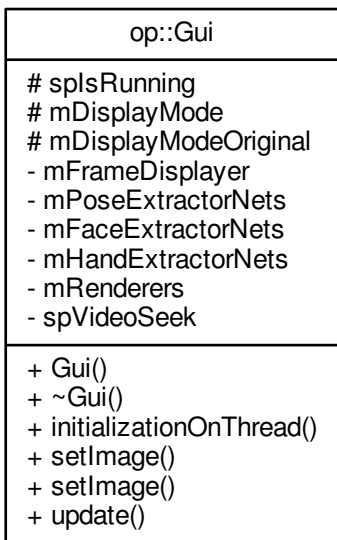 op::Gui
# spIsRunning
# mDisplayMode
# mDisplayModeOriginal
- mFrameDisplayer
- mPoseExtractorNets
- mFaceExtractorNets
- mHandExtractorNets
- mRenderers
- spVideoSeek
+ Gui()
+ ~Gui()
+ initializationOnThread()
+ setImage()
+ setImage()
+ update()